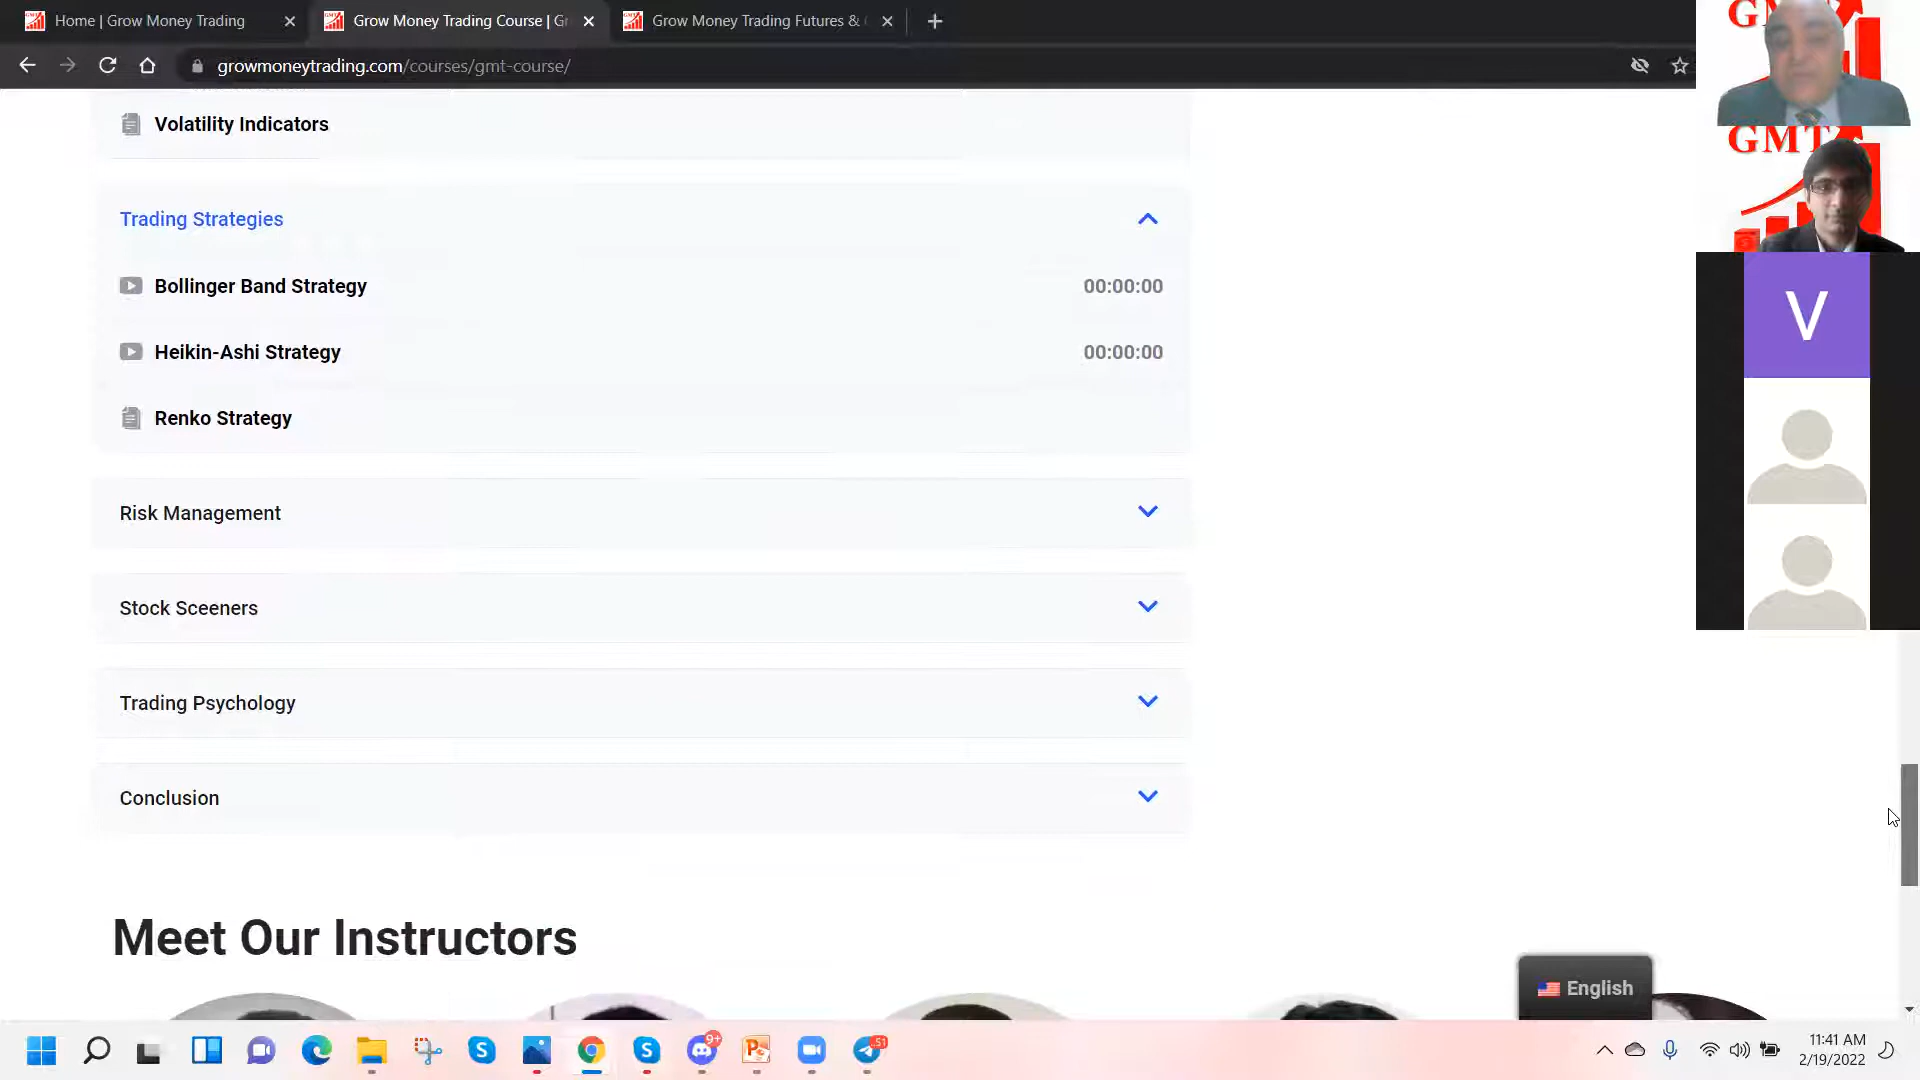 Home | Grow Money Trading
Grow Money Trading Course | Gr
Grow Money Trading Futures &
growmoneytrading.com/courses/gmt-course/
GMT
Volatility Indicators
Trading Strategies
Bollinger Band Strategy 00:00:00
Heikin-Ashi Strategy 00:00:00
Renko Strategy
Risk Management
Stock Sceeners
Trading Psychology
Conclusion
Meet Our Instructors
English
V
9+
51
11:41 AM
2/19/2022